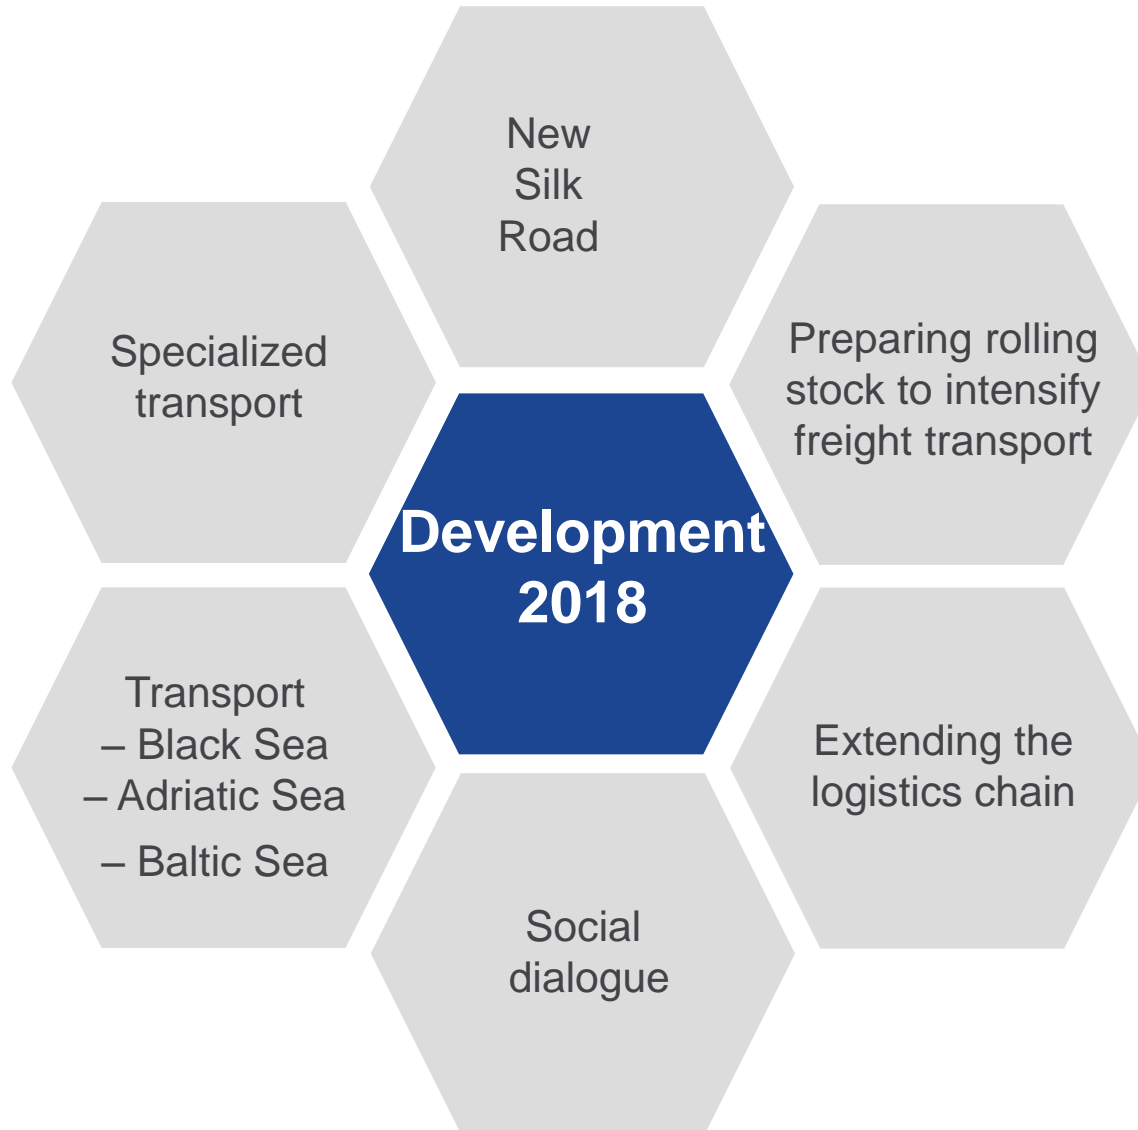 New
Silk
Road
Specialized
transport
Preparing rolling
stock to intensify
freight transport
Development
2018
Transport
– Black Sea
– Adriatic Sea
– Baltic Sea
Extending the
logistics chain
Social
dialogue